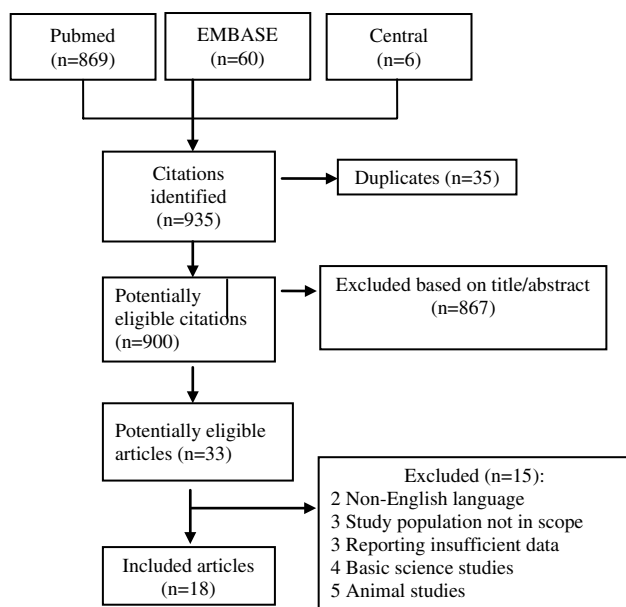 Pubmed
(n=869)
EMBASE
(n=60)
Central
(n=6)
Citations
identified
(n=935)
Duplicates (n=35)
Potentially
eligible citations
(n=900)
Excluded based on title/abstract
(n=867)
Potentially eligible
articles (n=33)
Excluded (n=15):
2 Non-English language
3 Study population not in scope
3 Reporting insufficient data
4 Basic science studies
5 Animal studies
Included articles
(n=18)